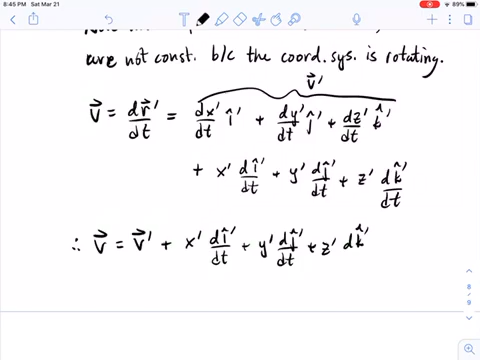 8:45 PM Sat Mar 21
89%
are not const. b/c the coord. sys. is rotating.
v⃗'
v⃗ = dr⃗'/dt = dx'/dt î' + dy'/dt ĵ' + dz'/dt k̂'
+ x' dî'/dt + y' dĵ'/dt + z' dk̂'/dt
∴ v⃗ = v⃗' + x' dî'/dt + y' dĵ'/dt + z' dk̂'
8
9